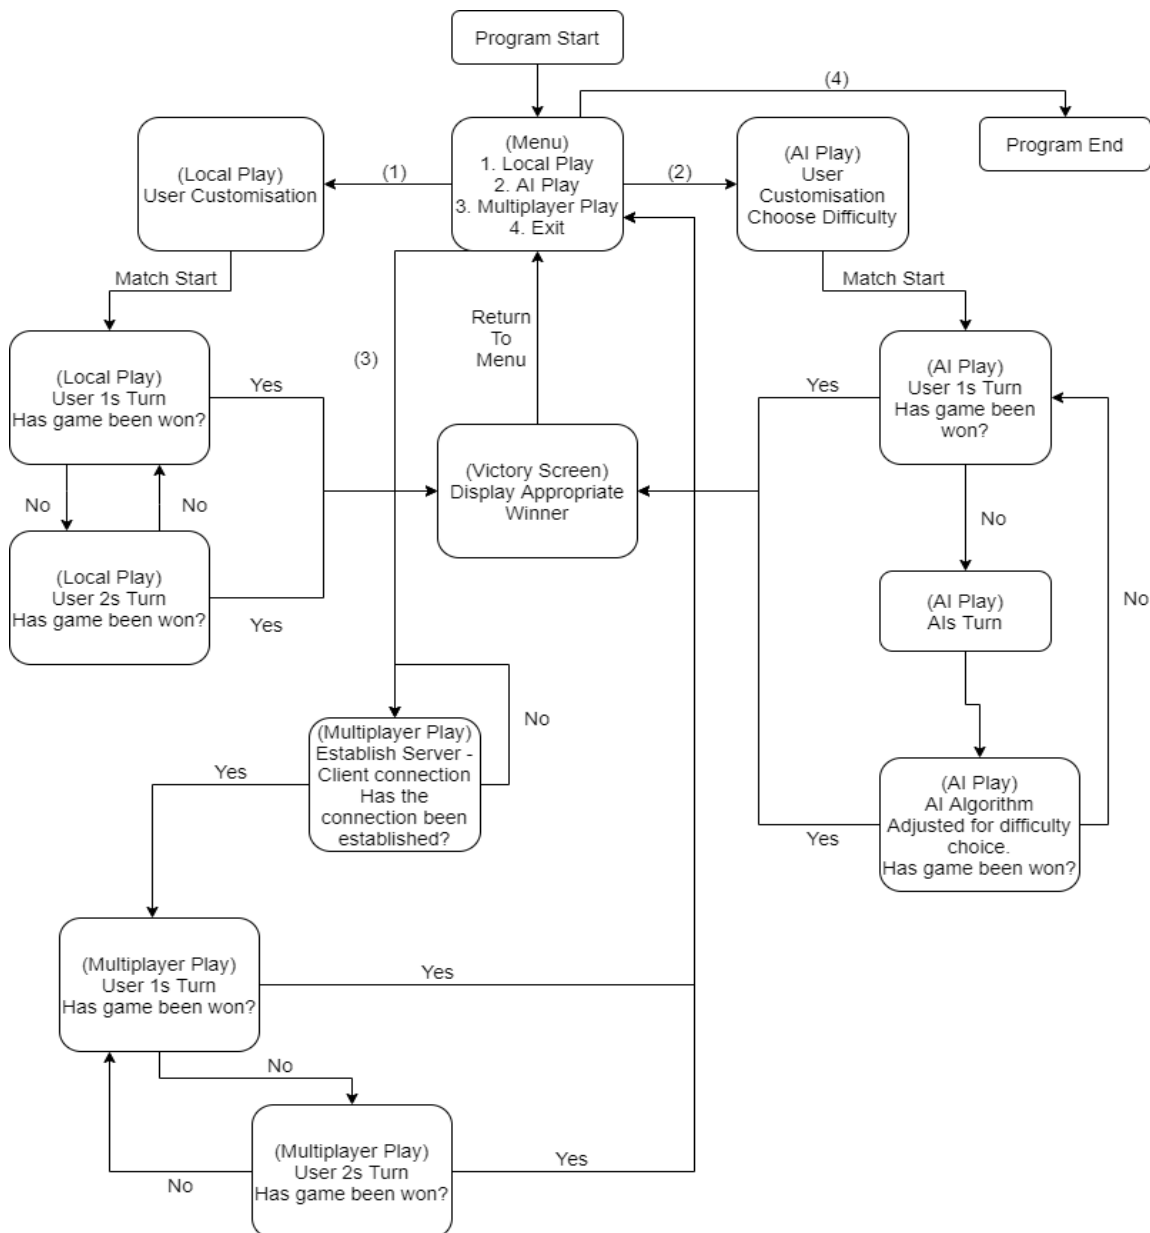 Program Start
(4)
(Menu)
1. Local Play
2. AI Play
3. Multiplayer Play
4. Exit
Program End
(Local Play)
User Customisation
(1)
(2)
(AI Play)
User
Customisation
Choose Difficulty
Match Start
Match Start
Return
To
Menu
(3)
(Local Play)
User 1s Turn
Has game been won?
Yes
Yes
(AI Play)
User 1s Turn
Has game been
won?
(Victory Screen)
Display Appropriate
Winner
No
No
No
(Local Play)
User 2s Turn
Has game been won?
Yes
(AI Play)
AIs Turn
No
(Multiplayer Play)
Establish Server -
Client connection
Has the
connection been
established?
No
Yes
(AI Play)
AI Algorithm
Adjusted for difficulty
choice.
Has game been won?
Yes
(Multiplayer Play)
User 1s Turn
Has game been won?
Yes
No
(Multiplayer Play)
User 2s Turn
Has game been won?
Yes
No